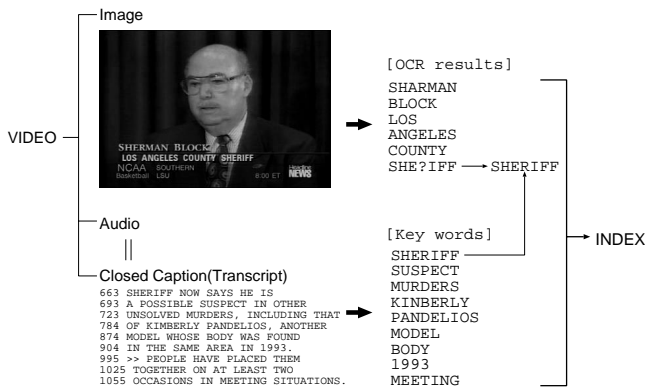 Image
VIDEO
SHERMAN BLOCK
LOS ANGELES COUNTY SHERIFF
NCAA SOUTHERN
Basketball LSU 8:00 ET
Headline
NEWS
[OCR results]
SHARMAN
BLOCK
LOS
ANGELES
COUNTY
SHE?IFF SHERIFF
Audio
Closed Caption(Transcript)
663 SHERIFF NOW SAYS HE IS
693 A POSSIBLE SUSPECT IN OTHER
723 UNSOLVED MURDERS, INCLUDING THAT
784 OF KIMBERLY PANDELIOS, ANOTHER
874 MODEL WHOSE BODY WAS FOUND
904 IN THE SAME AREA IN 1993.
995 >> PEOPLE HAVE PLACED THEM
1025 TOGETHER ON AT LEAST TWO
1055 OCCASIONS IN MEETING SITUATIONS.
[Key words]
SHERIFF
SUSPECT
MURDERS
KINBERLY
PANDELIOS
MODEL
BODY
1993
MEETING
INDEX